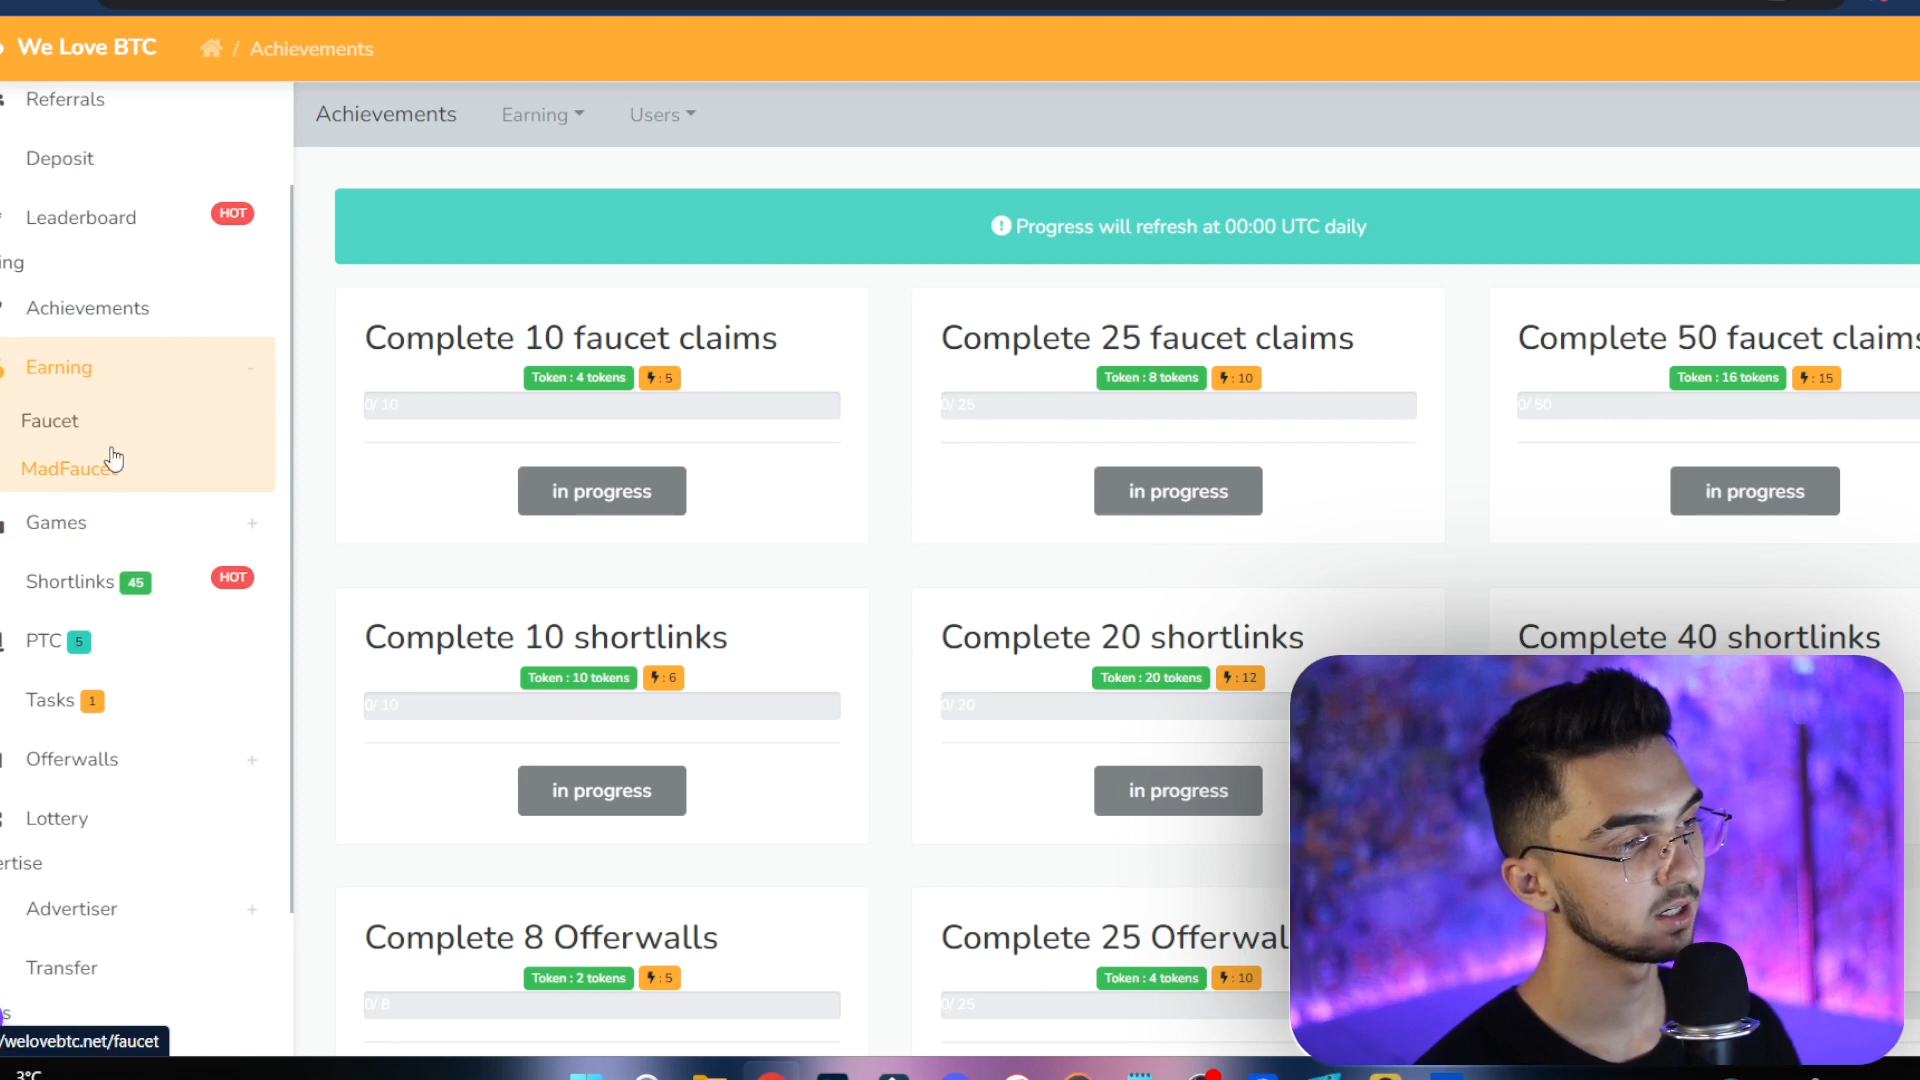 We Love BTC
/ Achievements
Referrals
Deposit
Leaderboard
HOT
ing
Achievements
Earning
-
Faucet
MadFauce
Games
+
Shortlinks 45
HOT
PTC 5
Tasks 1
Offerwalls
+
Lottery
ertise
Advertiser
+
Transfer
s
/welovebtc.net/faucet
3°C
Achievements
Earning
Users
Progress will refresh at 00:00 UTC daily
Complete 10 faucet claims
Token : 4 tokens
: 5
0/ 10
in progress
Complete 25 faucet claims
Token : 8 tokens
: 10
0/ 25
in progress
Complete 50 faucet claims
Token : 16 tokens
: 15
0/ 50
in progress
Complete 10 shortlinks
Token : 10 tokens
: 6
0/ 10
in progress
Complete 20 shortlinks
Token : 20 tokens
: 12
0/ 20
in progress
Complete 40 shortlinks
Complete 8 Offerwalls
Token : 2 tokens
: 5
0/ 8
Complete 25 Offerwal
Token : 4 tokens
: 10
0/ 25